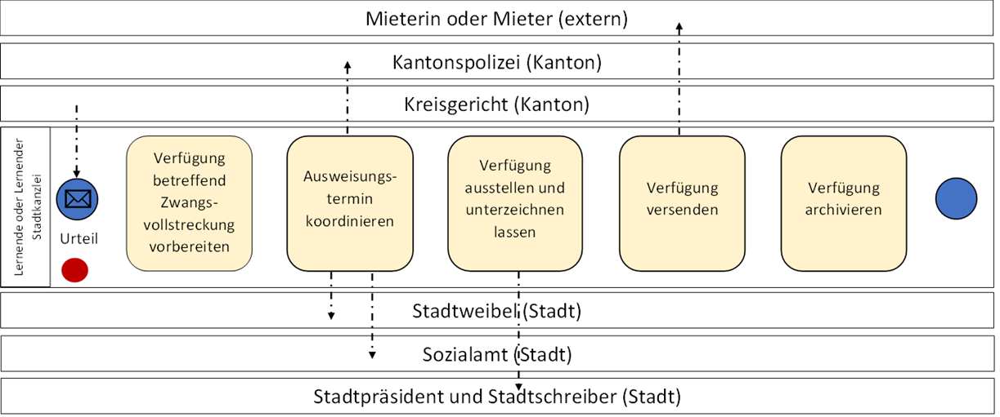 Mieterin oder Mieter (extern)
Kantonspolizei (Kanton)
Kreisgericht (Kanton)
Lernende oder Lernender
Stadtkanzlei
Urteil
Verfügung
betreffend
Zwangs-
vollstreckung
vorbereiten
Ausweisungs-
termin
koordinieren
Verfügung
ausstellen und
unterzeichnen
lassen
Verfügung
versenden
Verfügung
archivieren
Stadtweibel (Stadt)
Sozialamt (Stadt)
Stadtpräsident und Stadtschreiber (Stadt)